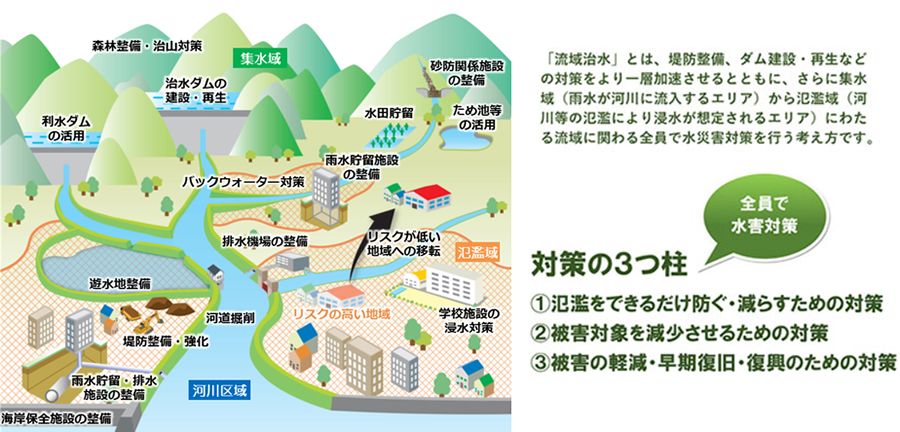 森林整備・治山対策
集水域
砂防関係施設
の整備
治水ダムの
建設・再生
水田貯留
ため池等
の活用
利水ダム
の活用
雨水貯留施設
の整備
バックウォーター対策
排水機場の整備
リスクが低い
地域への移転
氾濫域
遊水地整備
河道掘削
リスクの高い地域
学校施設の
浸水対策
堤防整備・強化
雨水貯留・排水
施設の整備
河川区域
海岸保全施設の整備
「流域治水」とは、堤防整備、ダム建設・再生など
の対策をより一層加速させるとともに、さらに集水
域（雨水が河川に流入するエリア）から氾濫域（河
川等の氾濫により浸水が想定されるエリア）にわた
る流域に関わる全員で水災害対策を行う考え方です。
全員で
水害対策
対策の3つ柱
①氾濫をできるだけ防ぐ・減らすための対策
②被害対象を減少させるための対策
③被害の軽減・早期復旧・復興のための対策